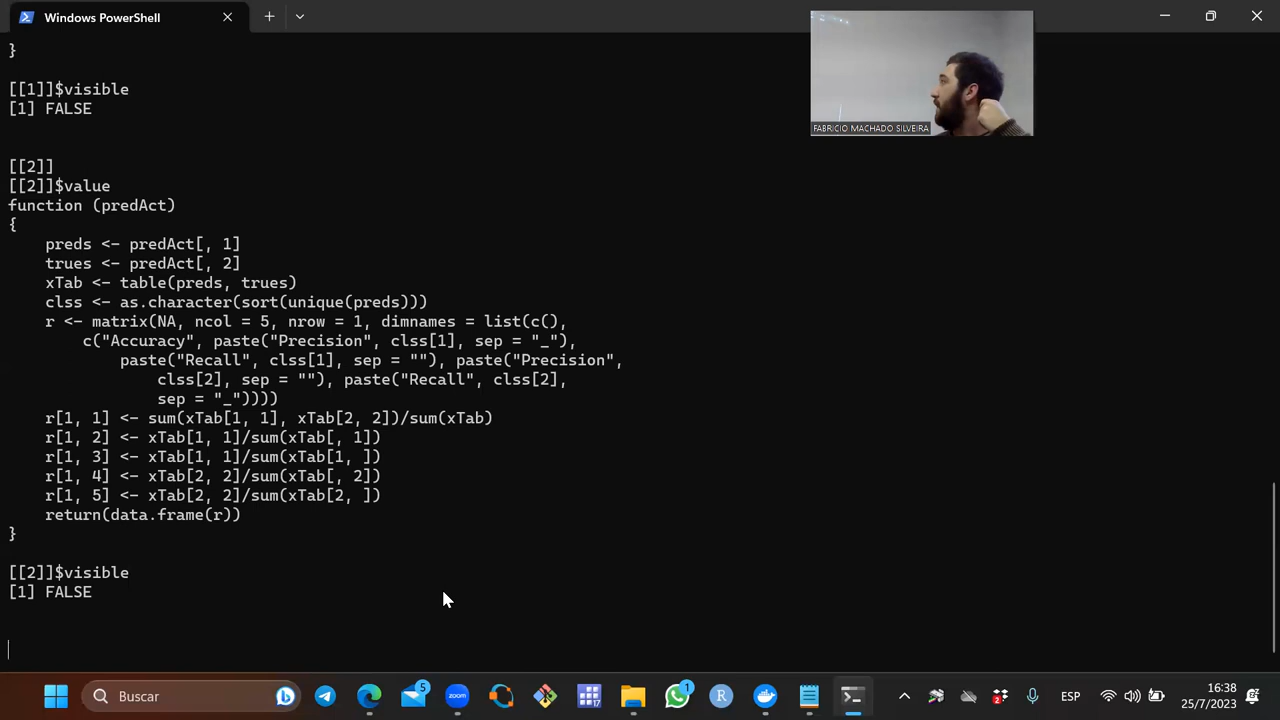 Windows PowerShell
}
[[1]]$visible
[1] FALSE
[[2]]
[[2]]$value
function (predAct)
{
    preds <- predAct[, 1]
    trues <- predAct[, 2]
    xTab <- table(preds, trues)
    clss <- as.character(sort(unique(preds)))
    r <- matrix(NA, ncol = 5, nrow = 1, dimnames = list(c(),
        c("Accuracy", paste("Precision", clss[1], sep = "_"),
            paste("Recall", clss[1], sep = ""), paste("Precision",
                clss[2], sep = ""), paste("Recall", clss[2],
                sep = "_"))))
    r[1, 1] <- sum(xTab[1, 1], xTab[2, 2])/sum(xTab)
    r[1, 2] <- xTab[1, 1]/sum(xTab[, 1])
    r[1, 3] <- xTab[1, 1]/sum(xTab[1, ])
    r[1, 4] <- xTab[2, 2]/sum(xTab[, 2])
    r[1, 5] <- xTab[2, 2]/sum(xTab[2, ])
    return(data.frame(r))
}
[[2]]$visible
[1] FALSE
FABRICIO MACHADO SILVEIRA
Buscar
5
zoom
17
1
R
ESP
16:38
25/7/2023